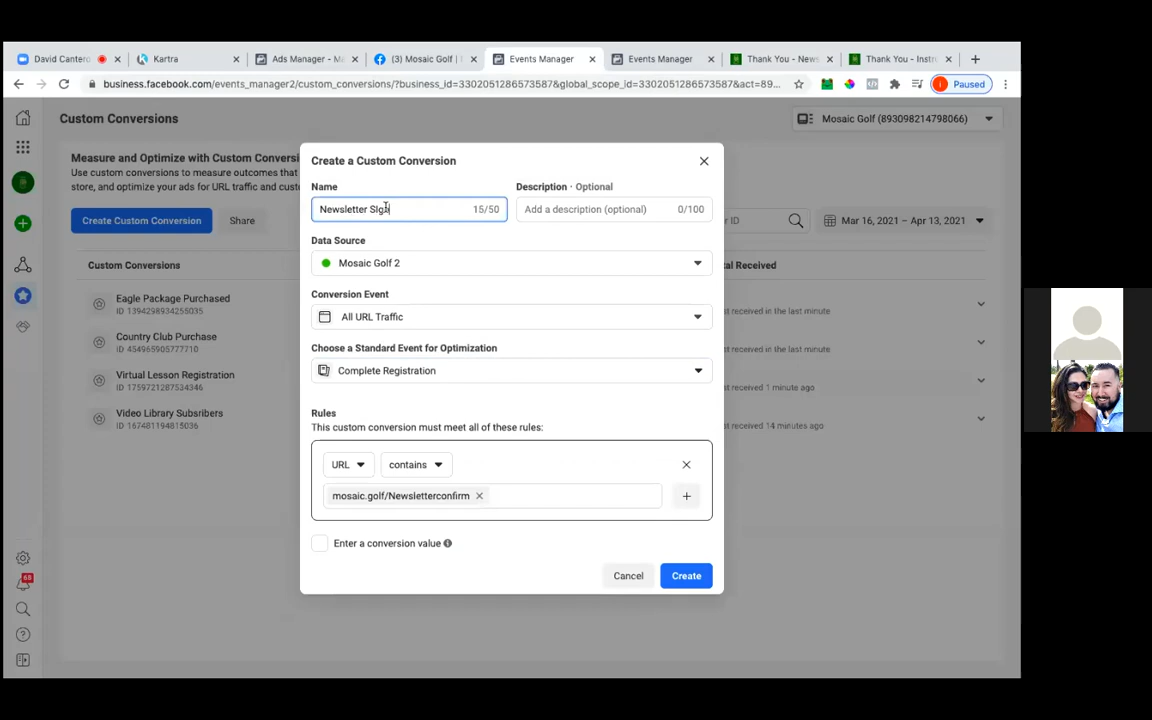 David Cantero
Kartra
Ads Manager - M
(3) Mosaic Golf |
Events Manager
Events Manager
Thank You - News
Thank You - Instr
business.facebook.com/events_manager2/custom_conversions/?business_id=3302051286573587&global_scope_id=3302051286573587&act=89...
Paused
Custom Conversions
Mosaic Golf (893098214798066)
Measure and Optimize with Custom Conversi
Use custom conversions to measure outcomes that
store, and optimize your ads for URL traffic and cust
Create Custom Conversion
Share
ID
Mar 16, 2021 – Apr 13, 2021
Custom Conversions
tal Received
Eagle Package Purchased
ID 1394298934255035
st received in the last minute
Country Club Purchase
ID 454965905777710
st received in the last minute
Virtual Lesson Registration
ID 1759721287534346
st received 1 minute ago
Video Library Subsribers
ID 167481194815036
st received 14 minutes ago
68
Create a Custom Conversion
Name
Description · Optional
15/50
Add a description (optional)
0/100
Newsletter
Data Source
Mosaic Golf 2
Conversion Event
All URL Traffic
Choose a Standard Event for Optimization
Complete Registration
Rules
This custom conversion must meet all of these rules:
URL
contains
mosaic.golf/Newsletterconfirm
Enter a conversion value
Cancel
Create